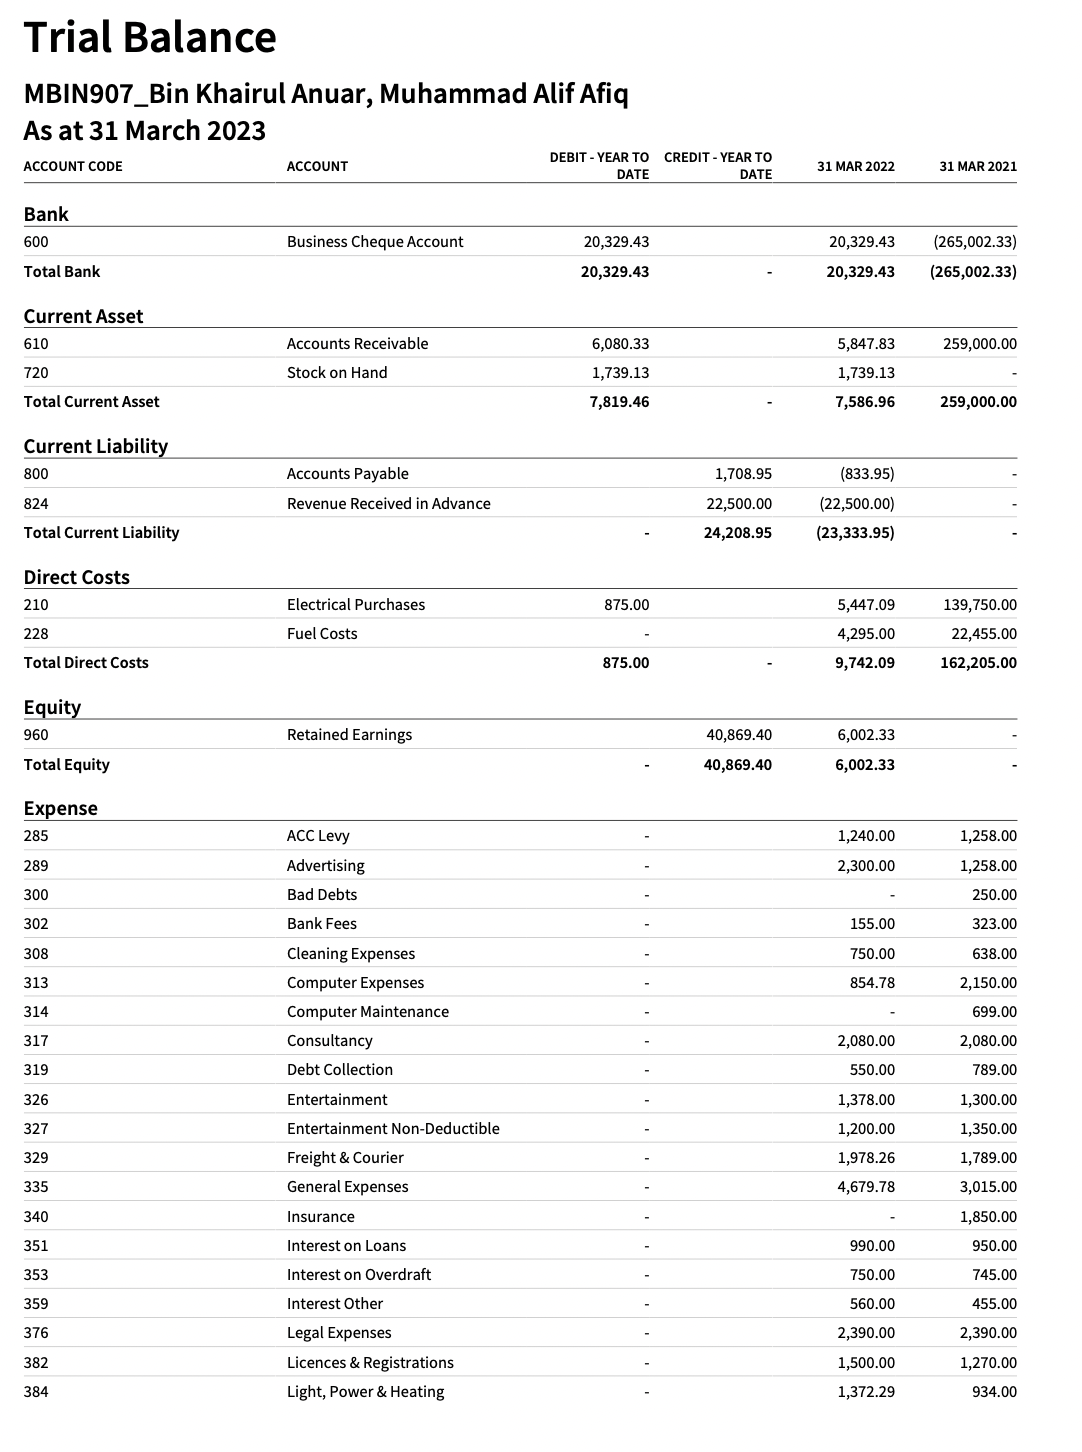 Trial Balance
MBIN907_Bin Khairul Anuar, Muhammad Alif Afiq
As at 31 March 2023
ACCOUNT CODE ACCOUNT DEBIT - YEAR TO DATE CREDIT - YEAR TO DATE 31 MAR 2022 31 MAR 2021
Bank
600 Business Cheque Account 20,329.43 20,329.43 (265,002.33)
Total Bank 20,329.43 - 20,329.43 (265,002.33)
Current Asset
610 Accounts Receivable 6,080.33 5,847.83 259,000.00
720 Stock on Hand 1,739.13 1,739.13 -
Total Current Asset 7,819.46 - 7,586.96 259,000.00
Current Liability
800 Accounts Payable 1,708.95 (833.95) -
824 Revenue Received in Advance 22,500.00 (22,500.00) -
Total Current Liability - 24,208.95 (23,333.95) -
Direct Costs
210 Electrical Purchases 875.00 5,447.09 139,750.00
228 Fuel Costs - 4,295.00 22,455.00
Total Direct Costs 875.00 - 9,742.09 162,205.00
Equity
960 Retained Earnings 40,869.40 6,002.33 -
Total Equity - 40,869.40 6,002.33 -
Expense
285 ACC Levy - 1,240.00 1,258.00
289 Advertising - 2,300.00 1,258.00
300 Bad Debts - - 250.00
302 Bank Fees - 155.00 323.00
308 Cleaning Expenses - 750.00 638.00
313 Computer Expenses - 854.78 2,150.00
314 Computer Maintenance - - 699.00
317 Consultancy - 2,080.00 2,080.00
319 Debt Collection - 550.00 789.00
326 Entertainment - 1,378.00 1,300.00
327 Entertainment Non-Deductible - 1,200.00 1,350.00
329 Freight & Courier - 1,978.26 1,789.00
335 General Expenses - 4,679.78 3,015.00
340 Insurance - - 1,850.00
351 Interest on Loans - 990.00 950.00
353 Interest on Overdraft - 750.00 745.00
359 Interest Other - 560.00 455.00
376 Legal Expenses - 2,390.00 2,390.00
382 Licences & Registrations - 1,500.00 1,270.00
384 Light, Power & Heating - 1,372.29 934.00